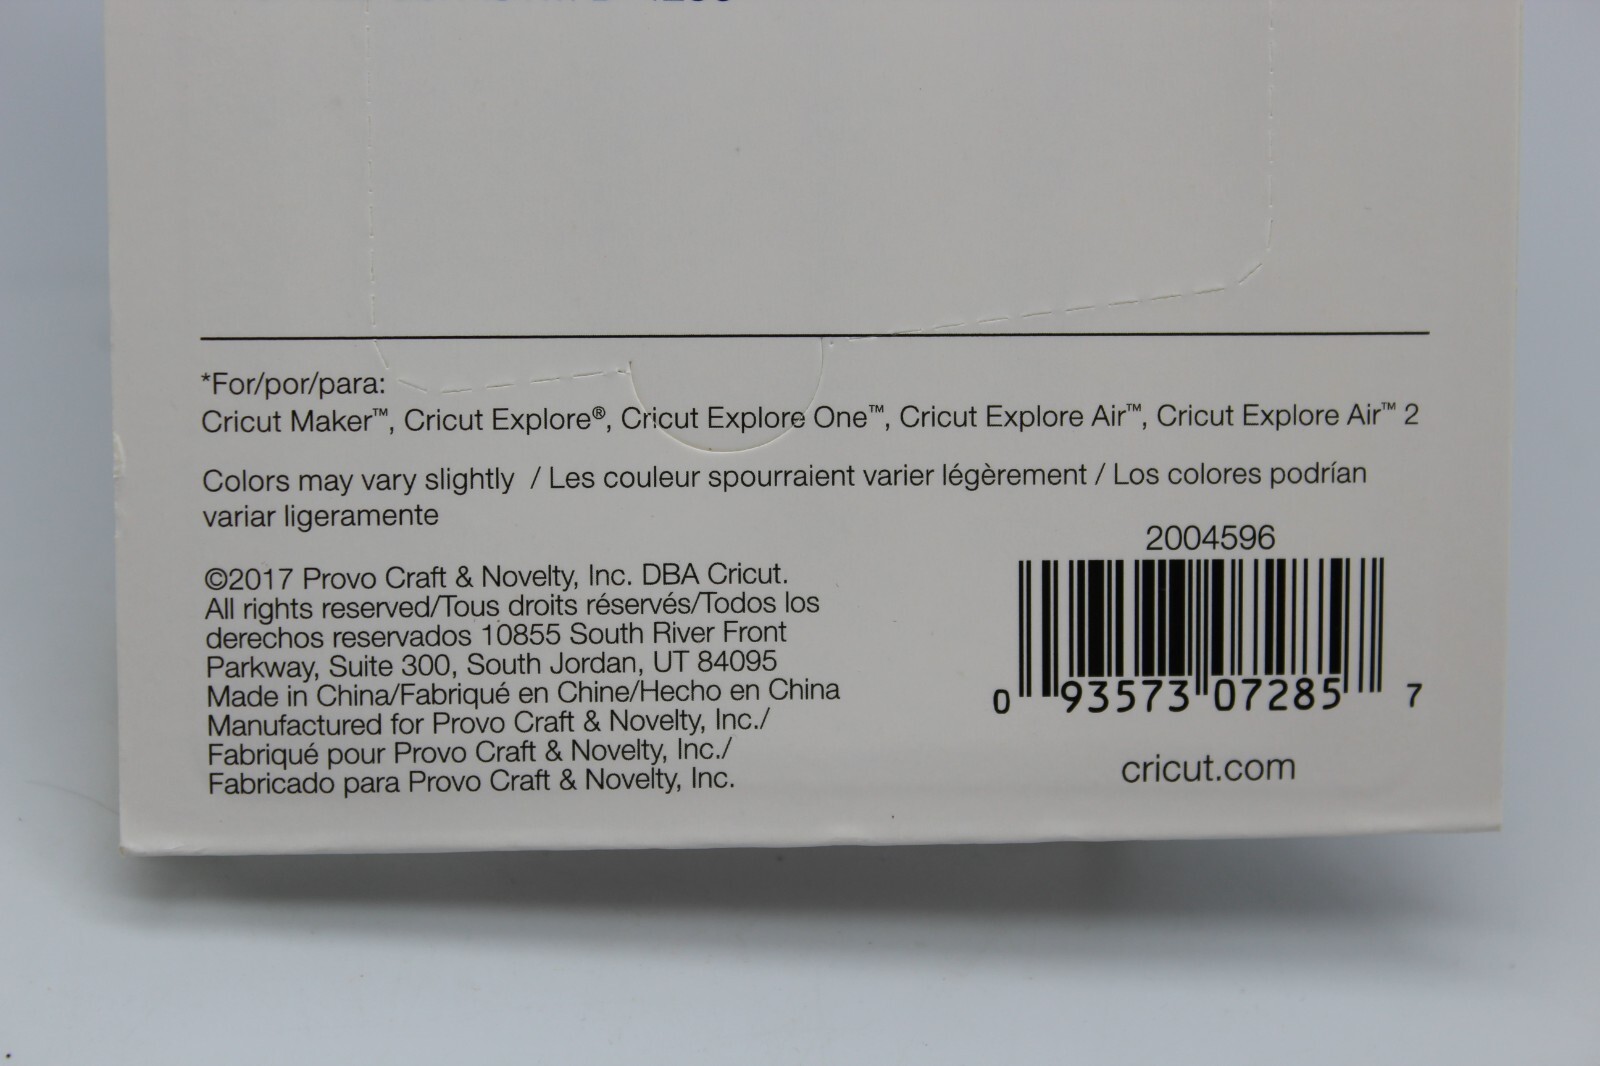 *For/por/para:
Cricut Maker™, Cricut Explore®, Cricut Explore One™, Cricut Explore Air™, Cricut Explore Air™ 2
Colors may vary slightly / Les couleur spourraient varier légèrement / Los colores podrían
variar ligeramente
©2017 Provo Craft & Novelty, Inc. DBA Cricut.
All rights reserved/Tous droits réservés/Todos los
derechos reservados 10855 South River Front
Parkway, Suite 300, South Jordan, UT 84095
Made in China/Fabriqué en Chine/Hecho en China
Manufactured for Provo Craft & Novelty, Inc./
Fabriqué pour Provo Craft & Novelty, Inc./
Fabricado para Provo Craft & Novelty, Inc.
2004596
0 93573 07285 7
cricut.com